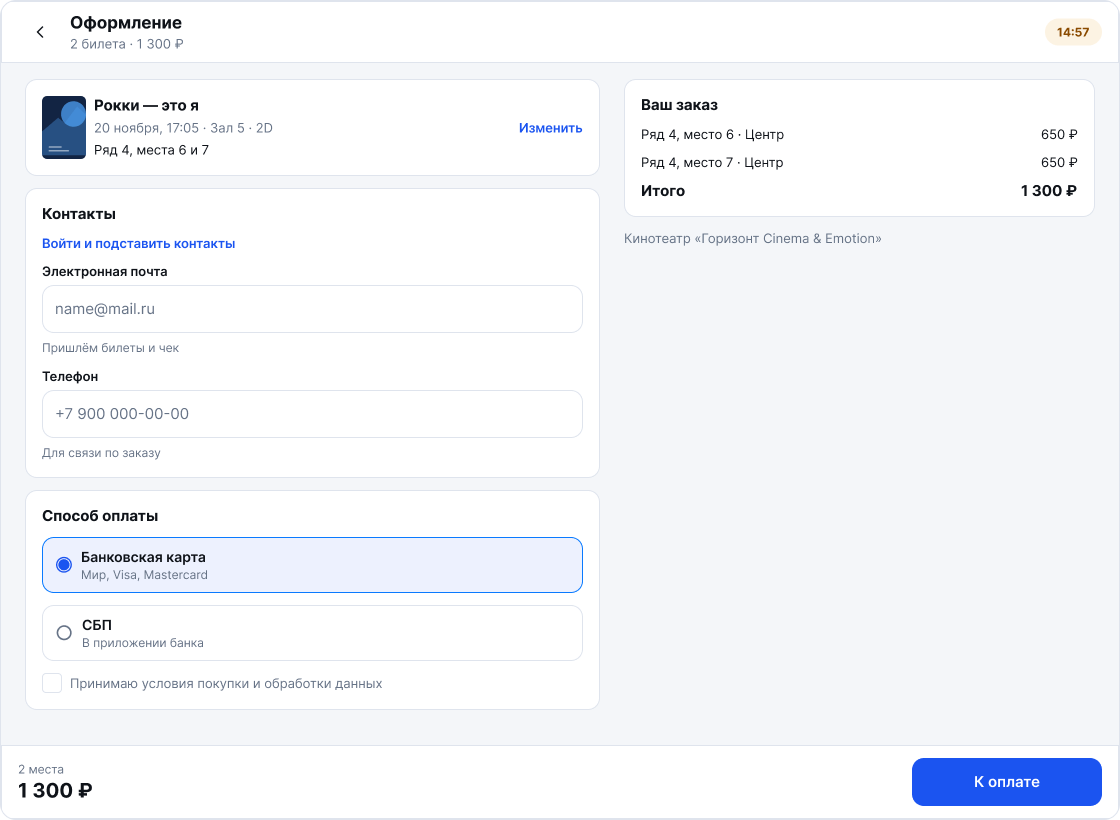 Оформление
2 билета · 1 300 ₽
14:57
Рокки — это я
20 ноября, 17:05 · Зал 5 · 2D
Ряд 4, места 6 и 7
Изменить
Контакты
Войти и подставить контакты
Электронная почта
name@mail.ru
Пришлём билеты и чек
Телефон
+7 900 000-00-00
Для связи по заказу
Способ оплаты
Банковская карта
Мир, Visa, Mastercard
СБП
В приложении банка
Принимаю условия покупки и обработки данных
Ваш заказ
Ряд 4, место 6 · Центр 650 ₽
Ряд 4, место 7 · Центр 650 ₽
Итого 1 300 ₽
Кинотеатр «Горизонт Cinema & Emotion»
2 места
1 300 ₽
К оплате